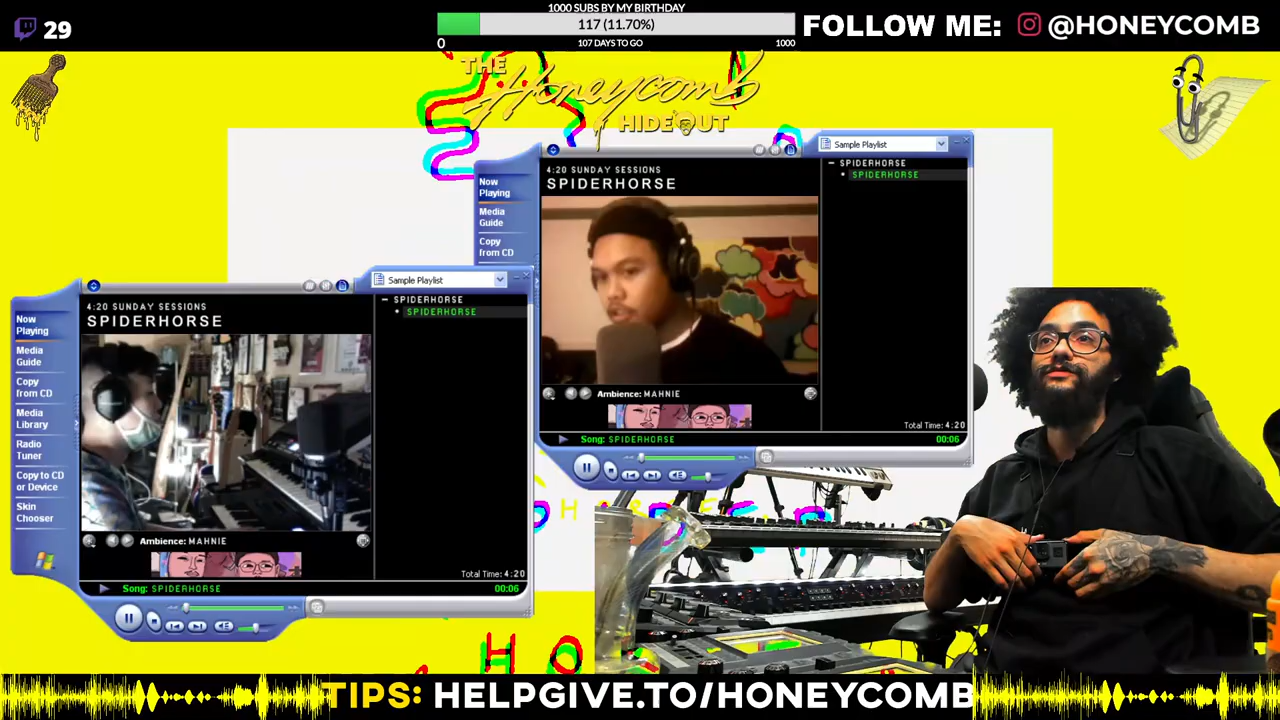 29
1000 SUBS BY MY BIRTHDAY
117 (11.70%)
0
107 DAYS TO GO
1000
FOLLOW ME: @HONEYCOMB
THE
Honeycomb
HIDEOUT
Sample Playlist
4:20 SUNDAY SESSIONS
SPIDERHORSE
Now
Playing
Media
Guide
Copy
from CD
SPIDERHORSE
SPIDERHORSE
Ambience: MAHNIE
Total Time: 4:20
Song: SPIDERHORSE
00:06
Sample Playlist
4:20 SUNDAY SESSIONS
SPIDERHORSE
Now
Playing
Media
Guide
Copy
from CD
Media
Library
Radio
Tuner
Copy to CD
or Device
Skin
Chooser
SPIDERHORSE
SPIDERHORSE
Ambience: MAHNIE
Total Time: 4:20
Song: SPIDERHORSE
00:06
H O
TIPS: HELPGIVE.TO/HONEYCOMB